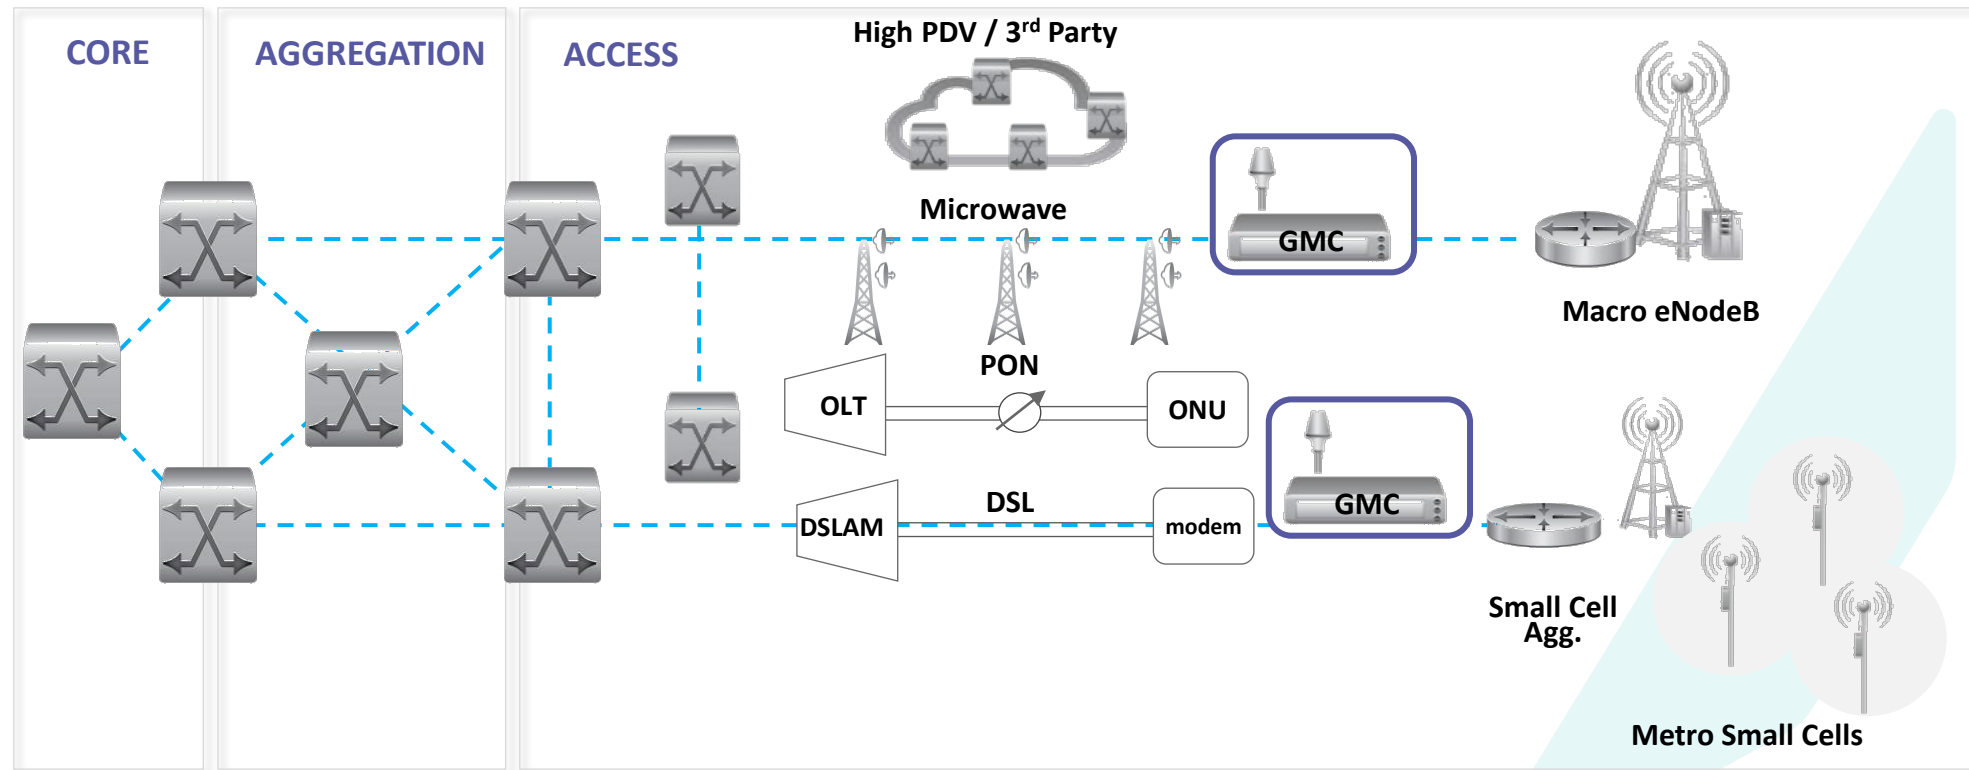 CORE
AGGREGATION
ACCESS
High PDV / 3rd Party
Microwave
GMC
Macro eNodeB
PON
OLT
ONU
GMC
DSL
DSLAM
modem
Small Cell
Agg.
Metro Small Cells